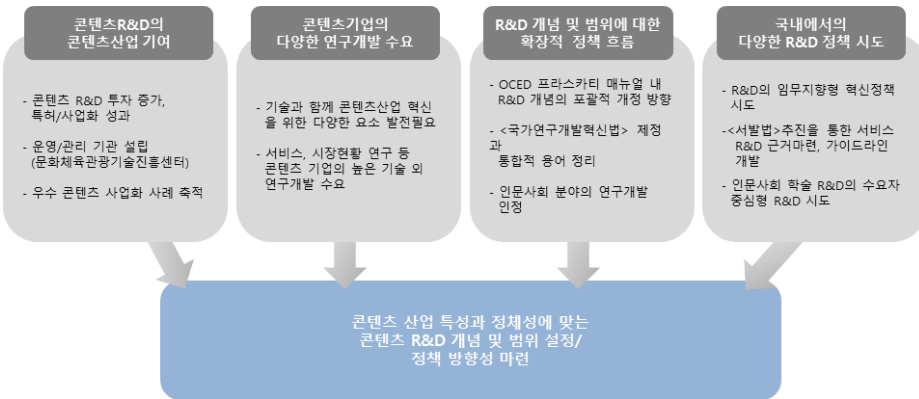 콘텐츠R&D의
콘텐츠산업 기여
- 콘텐츠 R&D 투자 증가,
특허/사업화 성과
- 운영/관리 기관 설립
(문화체육관광기술진흥센터)
- 우수 콘텐츠 사업화 사례 축적
콘텐츠기업의
다양한 연구개발 수요
- 기술과 함께 콘텐츠산업 혁신
을 위한 다양한 요소 발전필요
- 서비스, 시장현황 연구 등
콘텐츠 기업의 높은 기술 외
연구개발 수요
R&D 개념 및 범위에 대한
확장적 정책 흐름
- OCED 프라스카티 매뉴얼 내
R&D 개념의 포괄적 개정 방향
- <국가연구개발혁신법> 제정
과
통합적 용어 정리
- 인문사회 분야의 연구개발
인정
국내에서의
다양한 R&D 정책 시도
- R&D의 임무지향형 혁신정책
시도
-<서발법>추진을 통한 서비스
R&D 근거마련, 가이드라인
개발
- 인문사회 학술 R&D의 수요자
중심형 R&D 시도
콘텐츠 산업 특성과 정체성에 맞는
콘텐츠 R&D 개념 및 범위 설정/
정책 방향성 마련